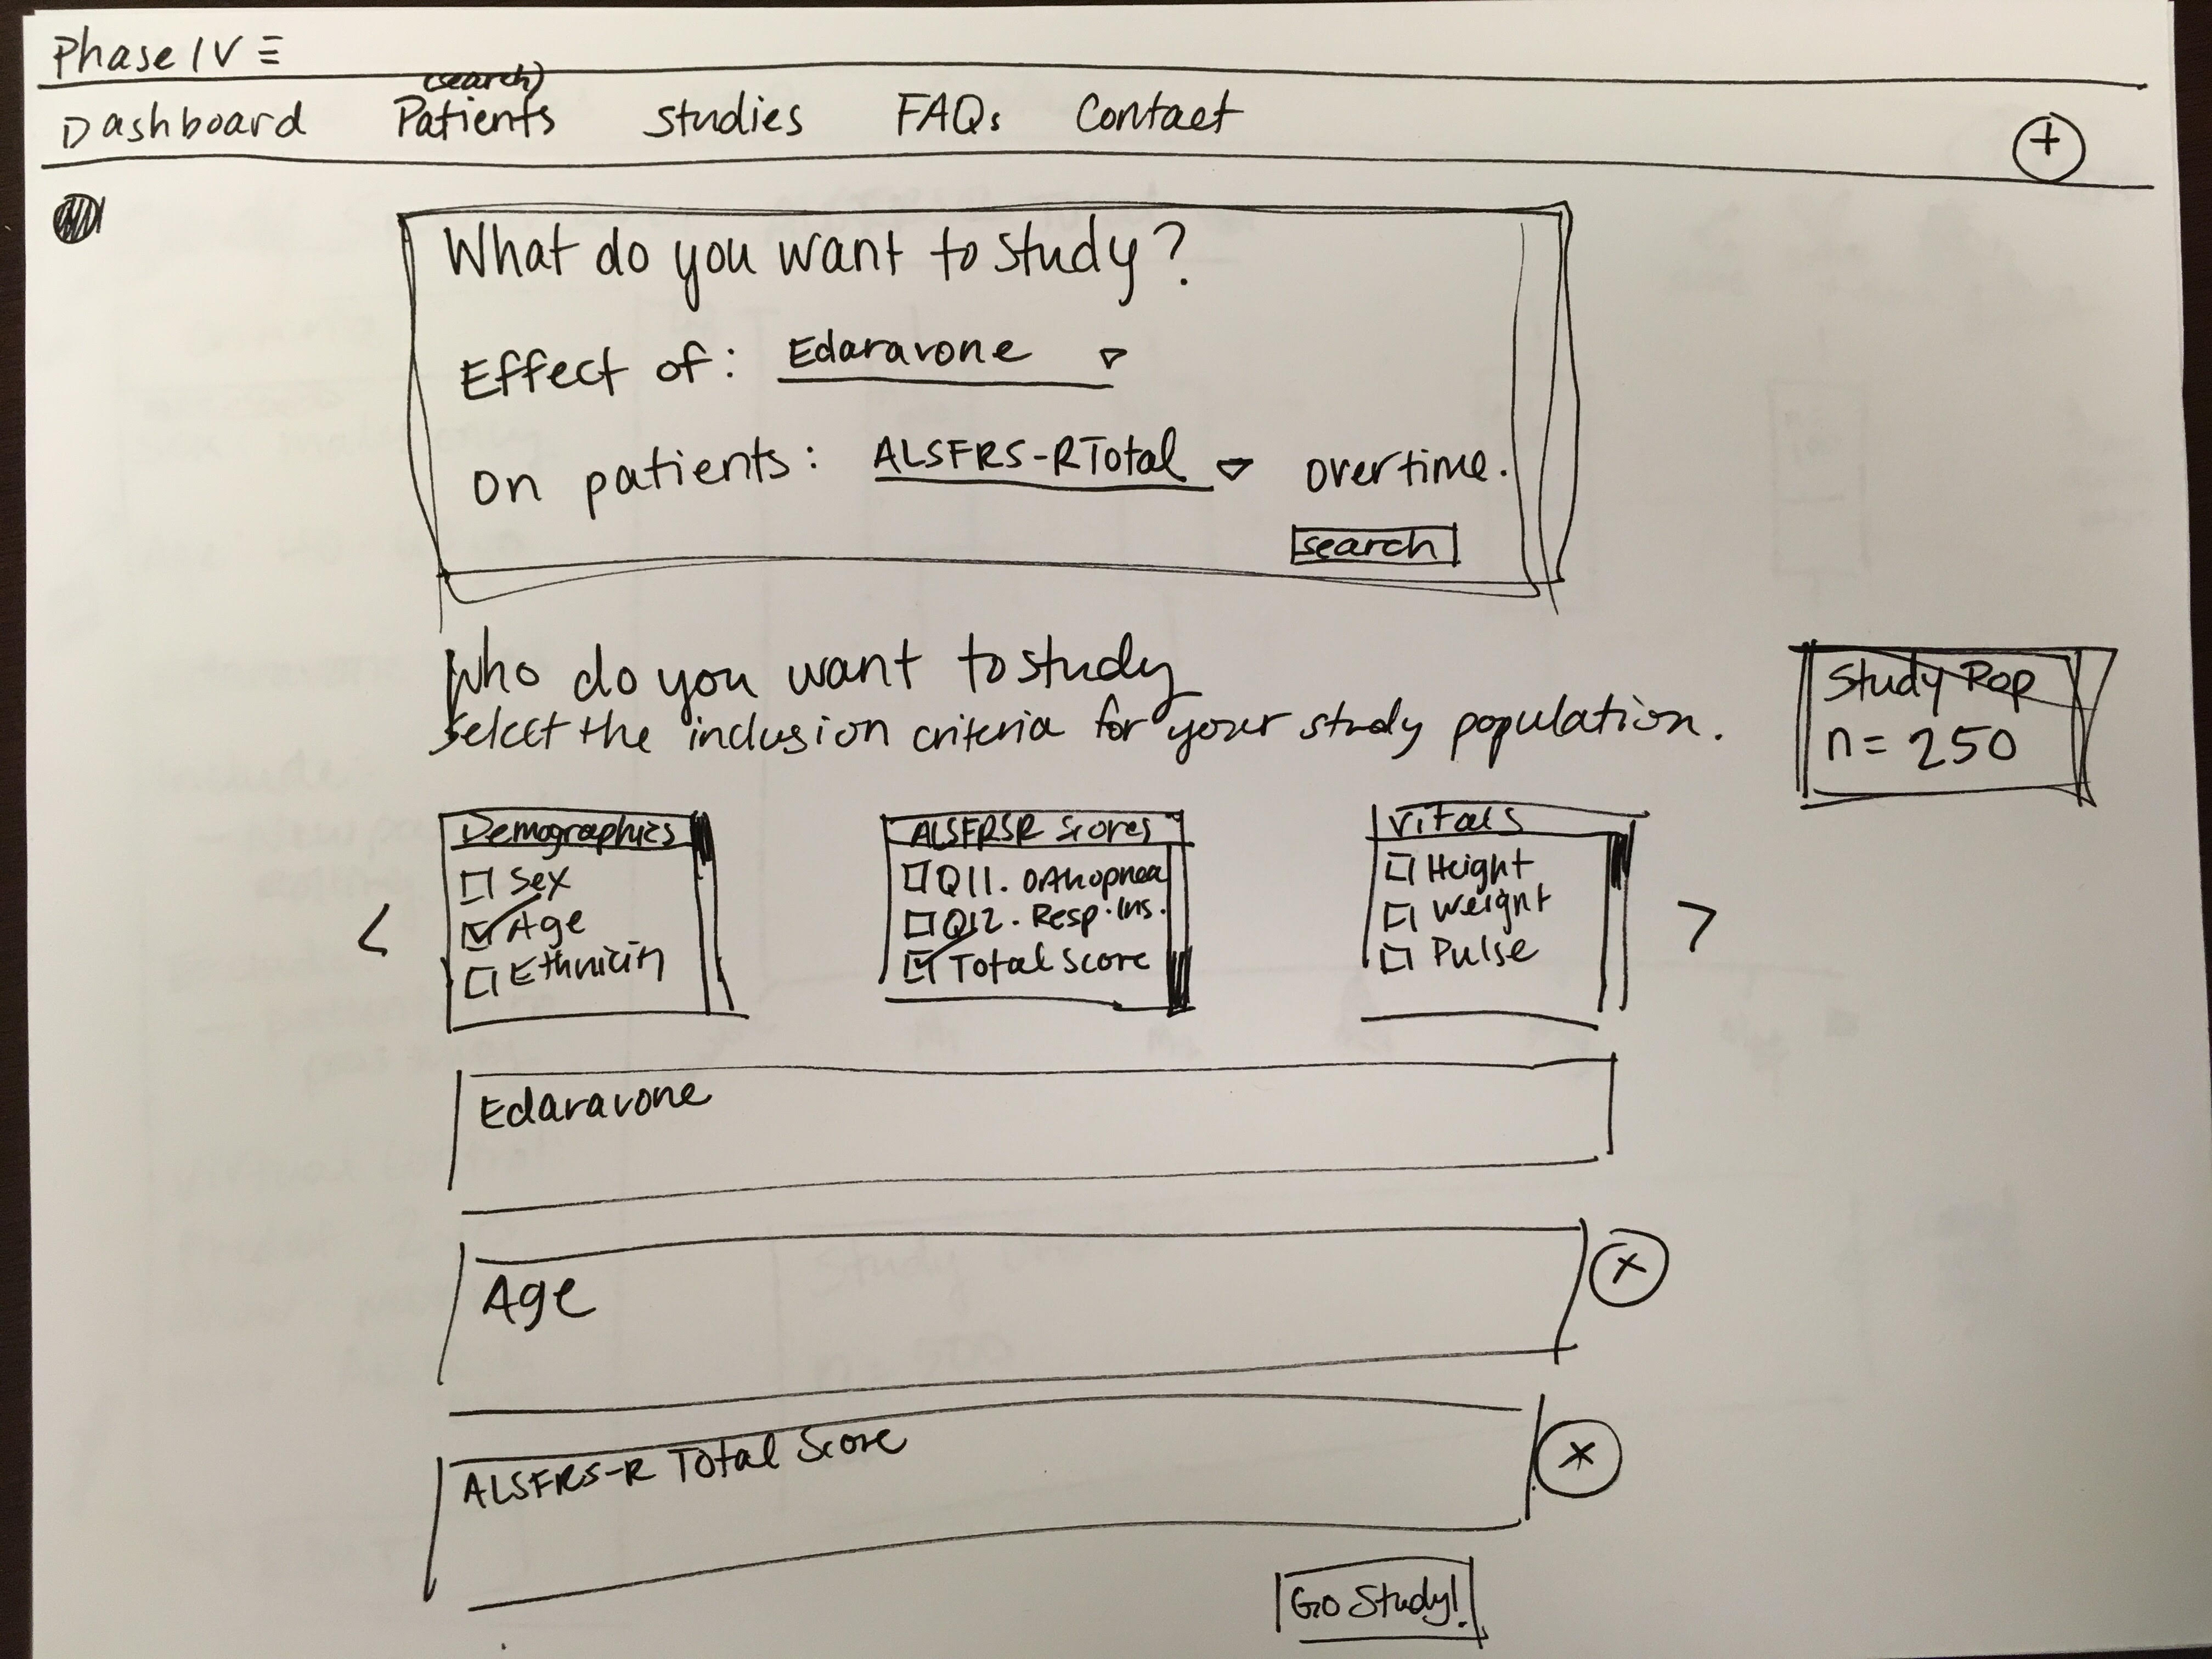 Phase IV
(search)
Dashboard Patients Studies FAQs Contact
+
What do you want to study?
Effect of: Edaravone
On patients: ALSFRS-R Total overtime.
search
Who do you want to study
Select the inclusion criteria for your study population.
Study Pop
n = 250
Demographics
Sex
Age
Ethnicity
ALSFRSR Scores
Q11. Orthopnea
Q12. Resp. Ins.
Total Score
Vitals
Height
Weight
Pulse
< >
Edaravone
Age
x
ALSFRS-R Total Score
x
Go Study!